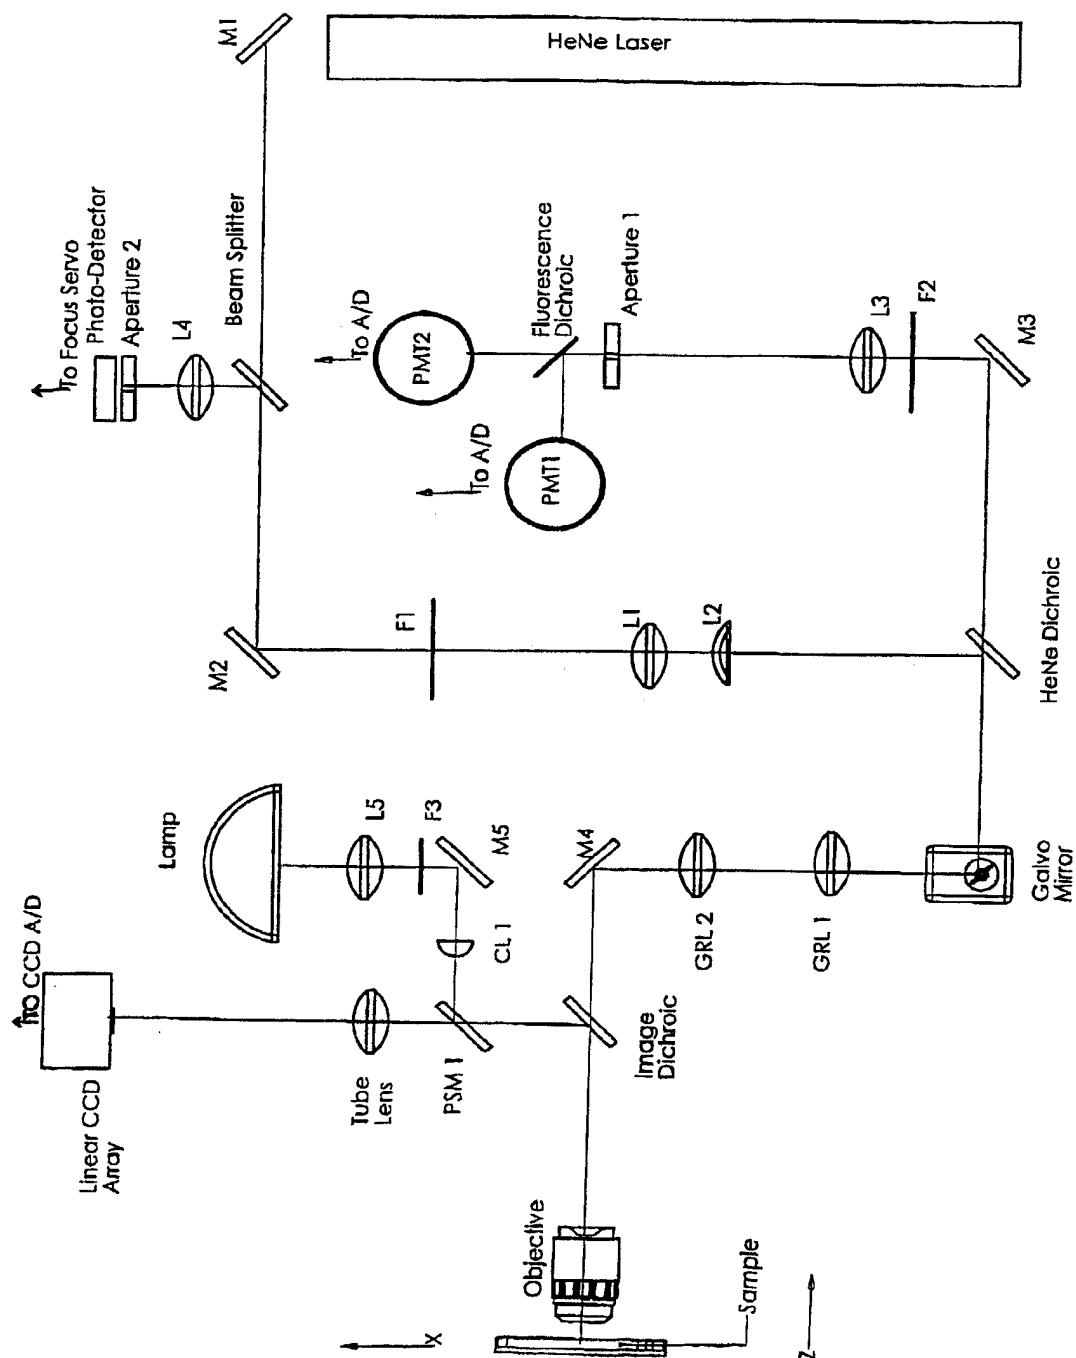 HeNe Laser
M1
To Focus Servo
Photo-Detector
Aperture 2
L4
Beam Splitter
To A/D
PMT2
Fluorescence
Dichroic
Aperture 1
L3
F2
M3
To A/D
PMT1
M2
F1
L1
L2
HeNe Dichroic
Lamp
L5
F3
M5
CL 1
M4
GRL 2
GRL 1
Galvo
Mirror
TO CCD A/D
Linear CCD
Array
Tube
Lens
PSM 1
Image
Dichroic
Objective
Sample
X
Z